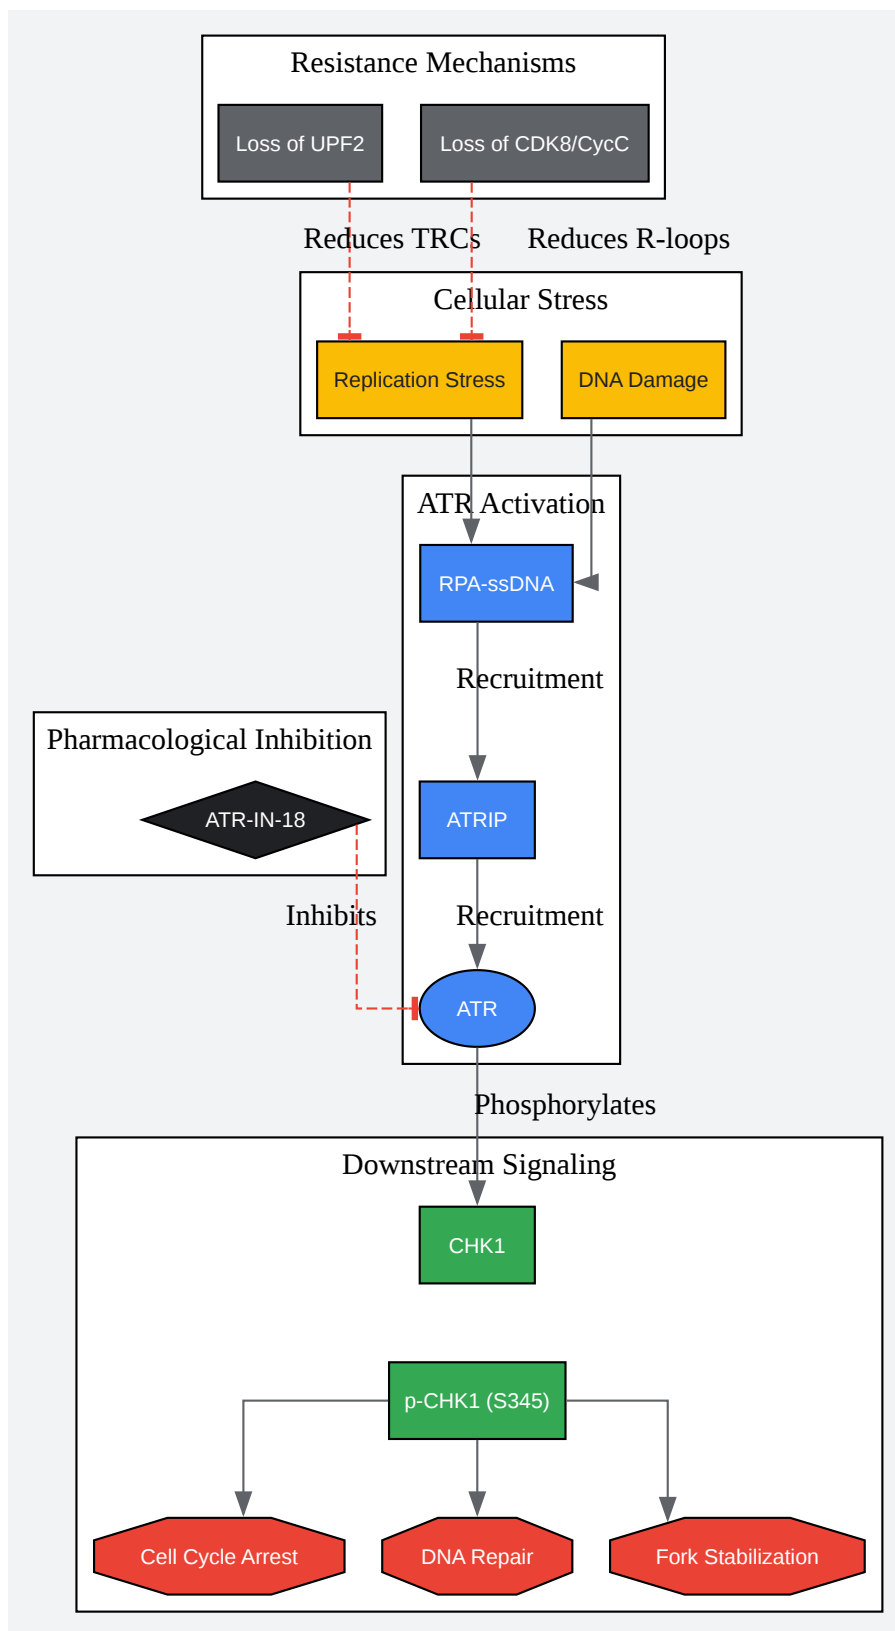 Resistance Mechanisms
Loss of UPF2
Loss of CDK8/CycC
Reduces TRCs
Reduces R-loops
Cellular Stress
Replication Stress
DNA Damage
ATR Activation
RPA-ssDNA
Recruitment
Pharmacological Inhibition
ATR-IN-18
ATRIP
Inhibits
Recruitment
ATR
Phosphorylates
Downstream Signaling
CHK1
p-CHK1 (S345)
Cell Cycle Arrest
DNA Repair
Fork Stabilization